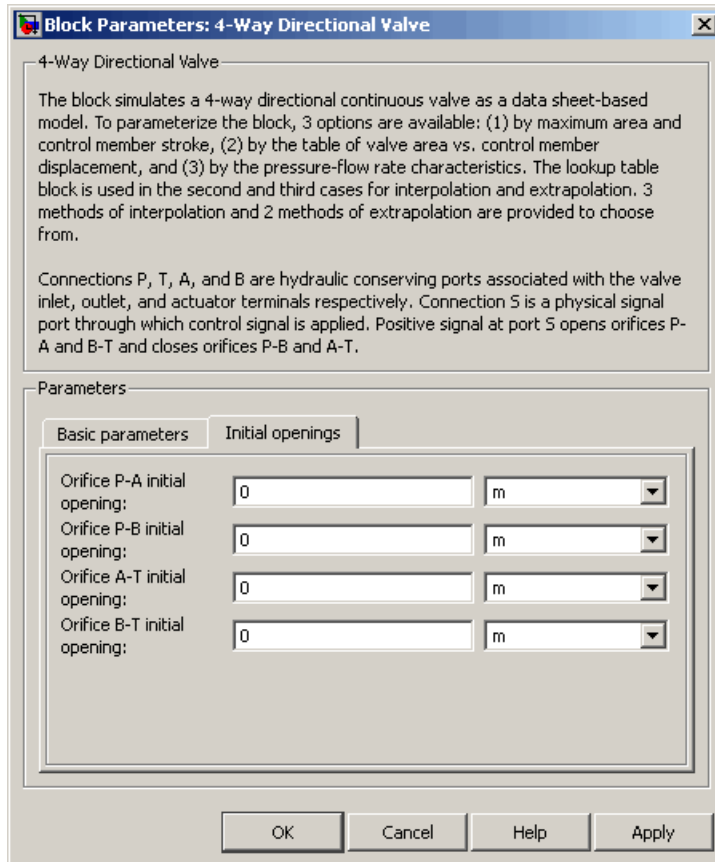 Block Parameters: 4-Way Directional Valve
4-Way Directional Valve
The block simulates a 4-way directional continuous valve as a data sheet-based
model. To parameterize the block, 3 options are available: (1) by maximum area and
control member stroke, (2) by the table of valve area vs. control member
displacement, and (3) by the pressure-flow rate characteristics. The lookup table
block is used in the second and third cases for interpolation and extrapolation. 3
methods of interpolation and 2 methods of extrapolation are provided to choose
from.
Connections P, T, A, and B are hydraulic conserving ports associated with the valve
inlet, outlet, and actuator terminals respectively. Connection S is a physical signal
port through which control signal is applied. Positive signal at port S opens orifices P-
A and B-T and closes orifices P-B and A-T.
Parameters
Basic parameters Initial openings
Orifice P-A initial
opening:
0 m
Orifice P-B initial
opening:
0 m
Orifice A-T initial
opening:
0 m
Orifice B-T initial
opening:
0 m
OK Cancel Help Apply